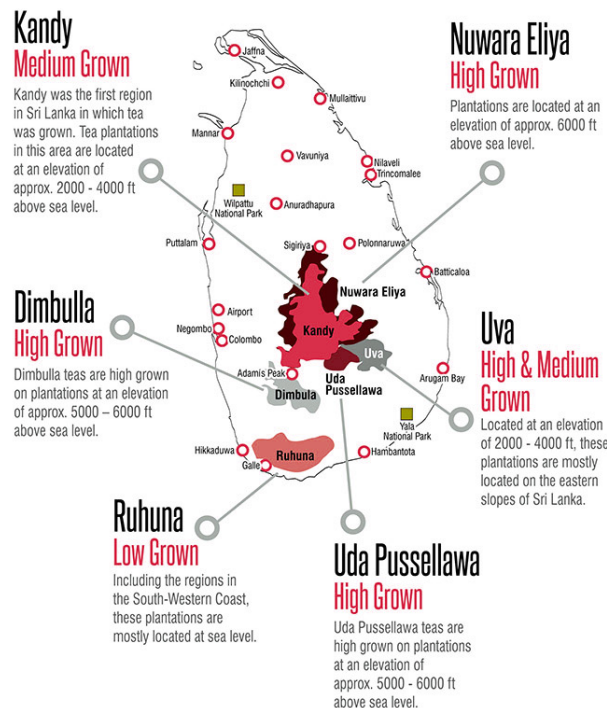 Kandy
Medium Grown
Kandy was the first region
in Sri Lanka in which tea
was grown. Tea plantations
in this area are located
at an elevation of
approx. 2000 - 4000 ft
above sea level.
Nuwara Eliya
High Grown
Plantations are located at an
elevation of approx. 6000 ft
above sea level.
Jaffna
Kilinochchi
Mullaittivu
Mannar
Vavuniya
Nilaveli
Trincomalee
Wilpattu
National Park
Anuradhapura
Puttalam
Sigiriya
Polonnaruwa
Batticaloa
Nuwara Eliya
Airport
Negombo
Colombo
Kandy
Uva
Adamis Peak
Uda
Pussellawa
Dimbula
Arugam Bay
Yala
National Park
Hikkaduwa
Galle
Ruhuna
Hambantota
Dimbulla
High Grown
Dimbulla teas are high grown
on plantations at an elevation
of approx. 5000 – 6000 ft
above sea level.
Uva
High & Medium
Grown
Located at an elevation
of 2000 - 4000 ft, these
plantations are mostly
located on the eastern
slopes of Sri Lanka.
Ruhuna
Low Grown
Including the regions in
the South-Western Coast,
these plantations are
mostly located at sea level.
Uda Pussellawa
High Grown
Uda Pussellawa teas are
high grown on plantations
at an elevation of
approx. 5000 - 6000 ft
above sea level.